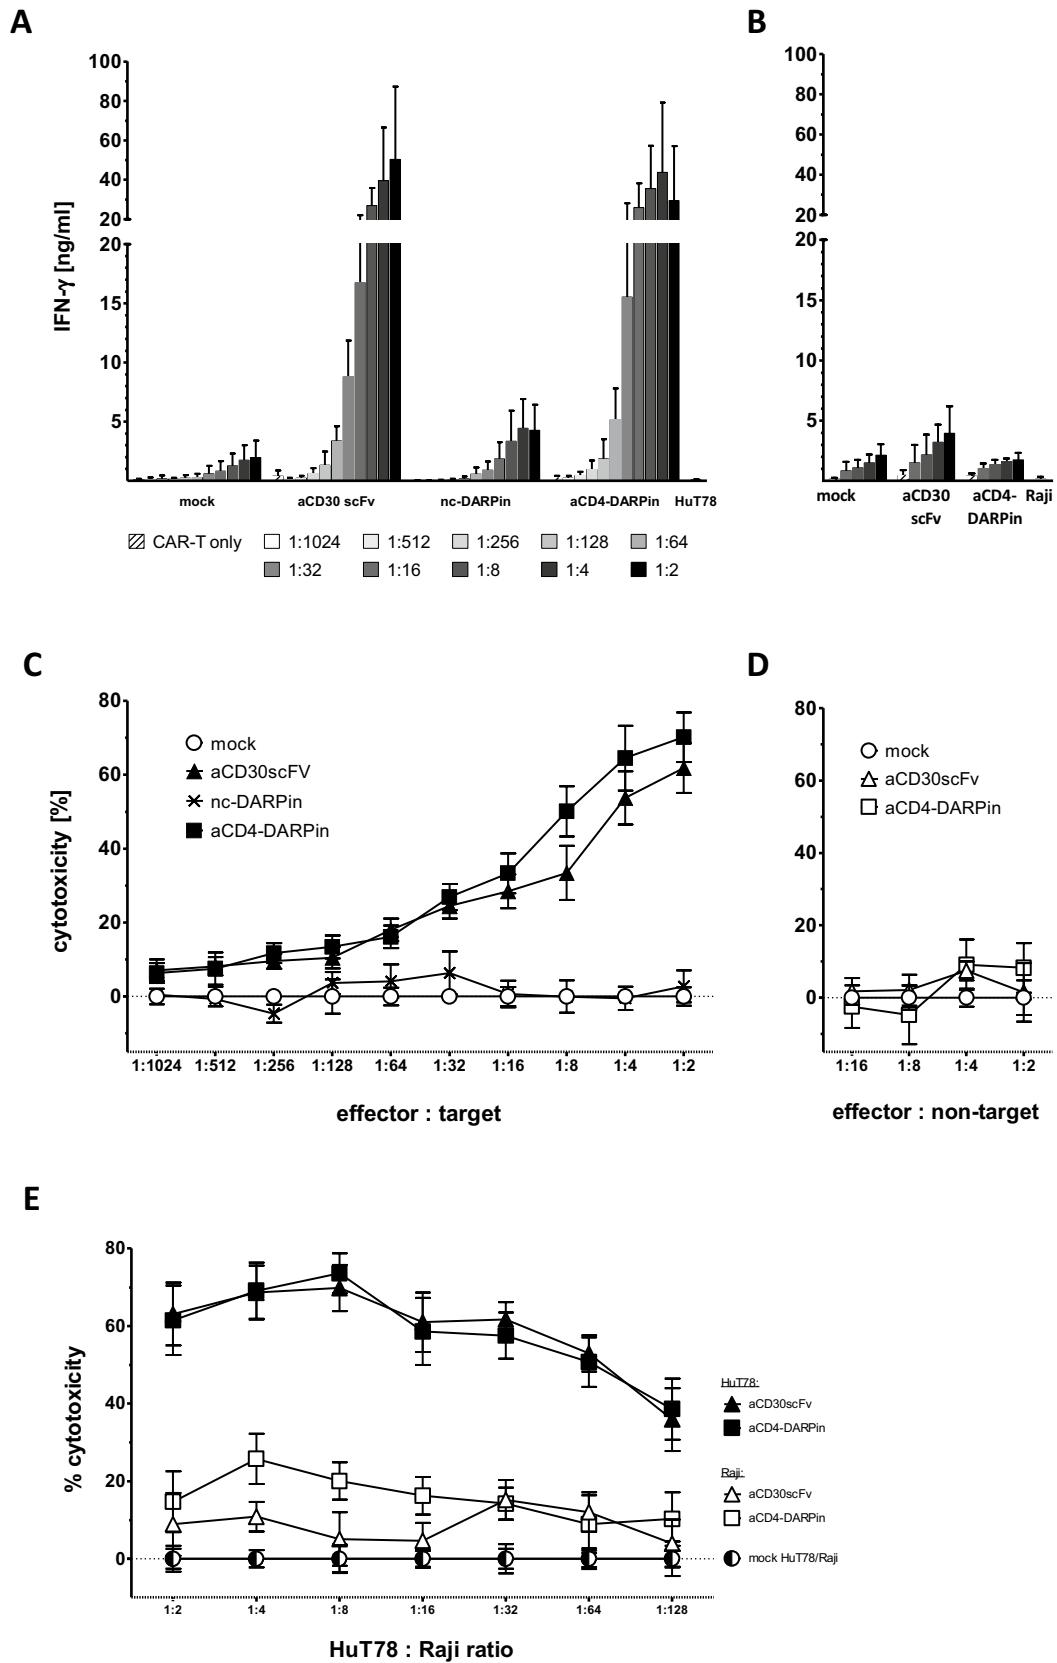 A
B
IFN-γ [ng/ml]
100
80
60
40
20
20
15
10
5
mock
aCD30 scFv
nc-DARPin
aCD4-DARPin
HuT78
100
80
60
40
20
20
15
10
5
mock
aCD30 scFv
aCD4-DARPin
Raji
CAR-T only
1:1024
1:512
1:256
1:128
1:64
1:32
1:16
1:8
1:4
1:2
C
cytotoxicity [%]
80
60
40
20
0
mock
aCD30scFV
nc-DARPin
aCD4-DARPin
1:1024
1:512
1:256
1:128
1:64
1:32
1:16
1:8
1:4
1:2
effector : target
D
80
60
40
20
0
mock
aCD30scFv
aCD4-DARPin
1:16
1:8
1:4
1:2
effector : non-target
E
% cytotoxicity
80
60
40
20
0
1:2
1:4
1:8
1:16
1:32
1:64
1:128
HuT78 : Raji ratio
HuT78:
aCD30scFv
aCD4-DARPin
Raji:
aCD30scFv
aCD4-DARPin
mock HuT78/Raji